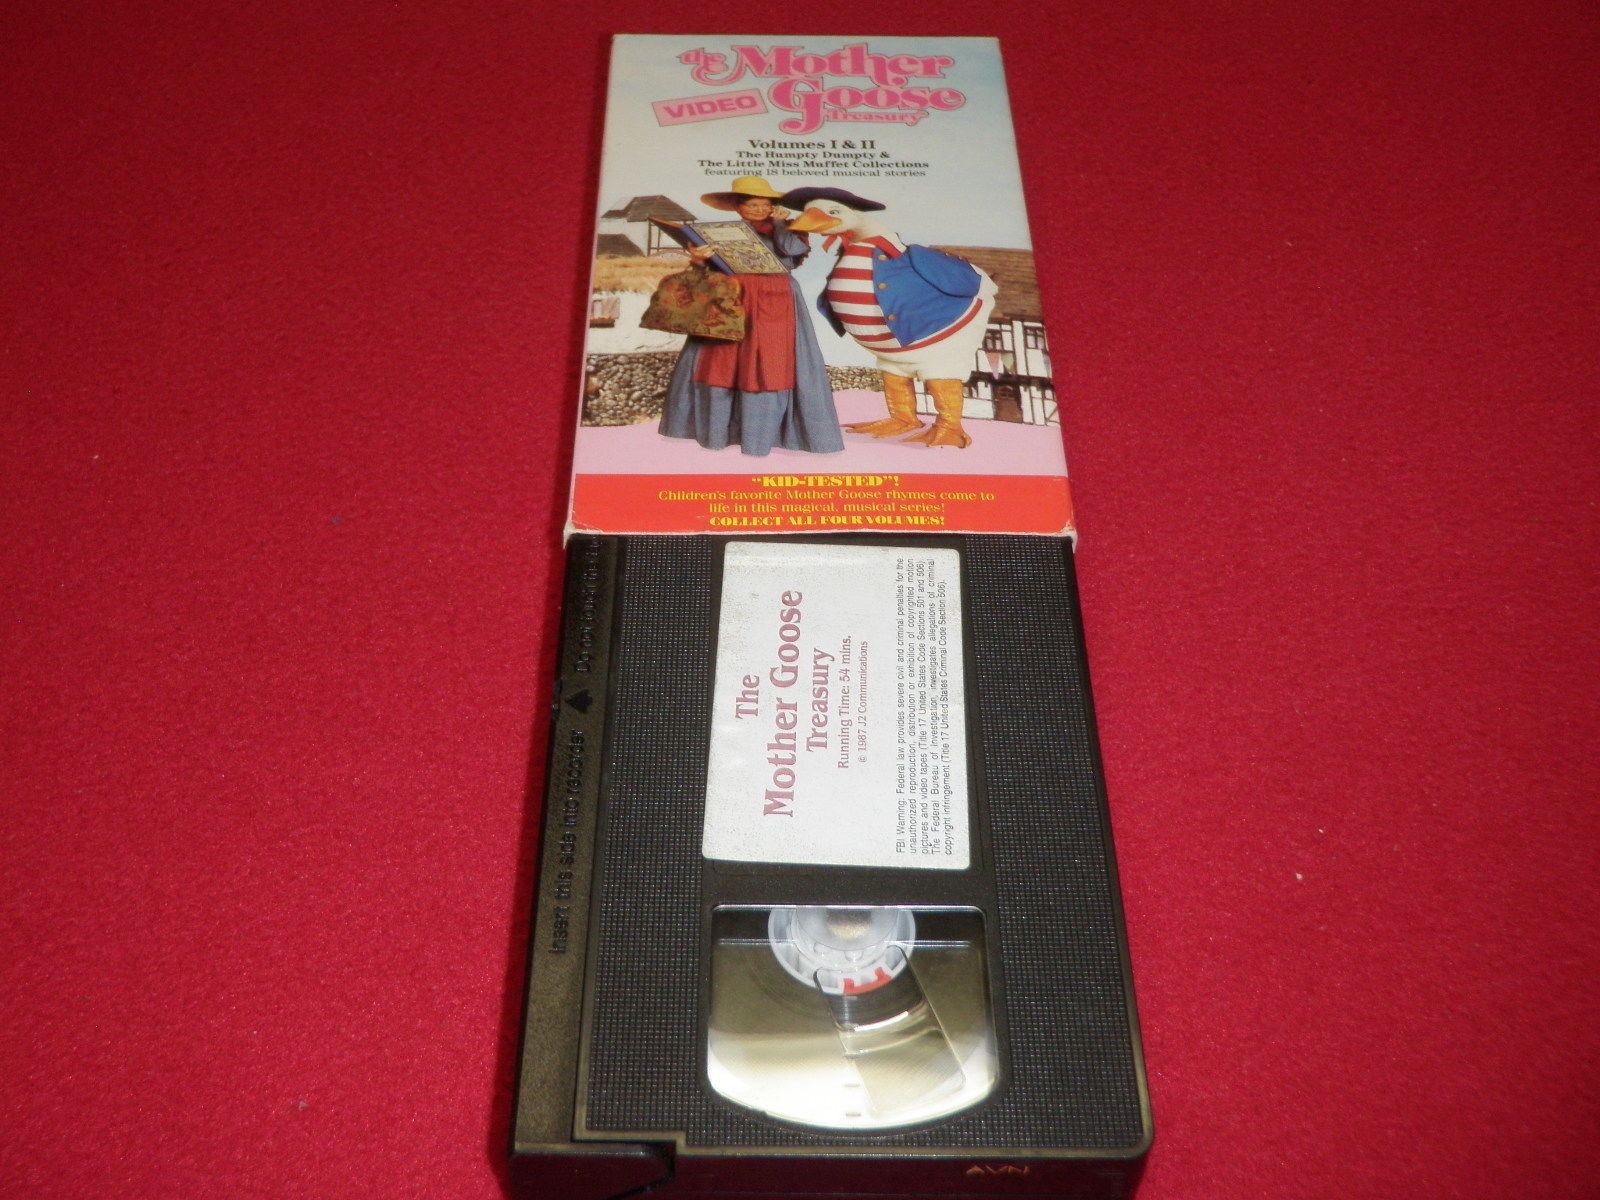 the Mother
VIDEO Goose
Treasury
Volumes I & II
The Humpty Dumpty &
The Little Miss Muffet Collections
featuring 18 beloved musical stories
"KID-TESTED"!
Children's favorite Mother Goose rhymes come to
life in this magical, musical series!
COLLECT ALL FOUR VOLUMES!
The
Mother Goose
Treasury
Running Time: 54 mins.
© 1987 J2 Communications
FBI Warning: Federal law provides severe civil and criminal penalties for the
unauthorized reproduction, distribution or exhibition of copyrighted motion
pictures and video tapes (Title 17 United States Code Sections 501 and 506).
The Federal Bureau of Investigation, investigates allegations of criminal
copyright infringement (Title 17 United States Criminal Code Section 506).
Insert this side into recorder Do not touch the